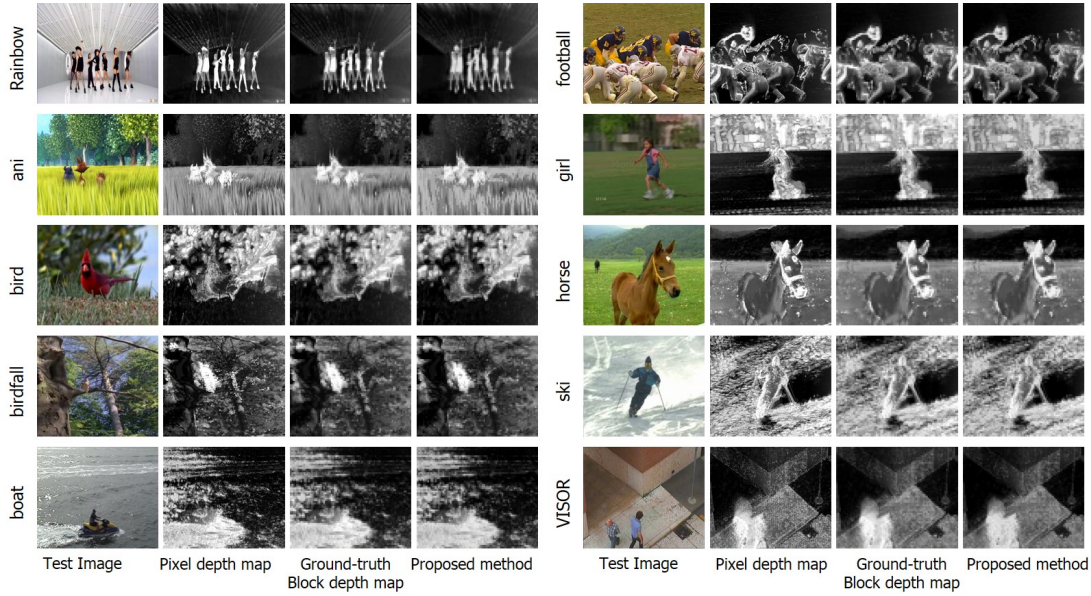 Rainbow
ani
bird
birdfall
boat
Test Image
Pixel depth map
Ground-truth
Block depth map
Proposed method
football
girl
horse
ski
VISOR
Test Image
Pixel depth map
Ground-truth
Block depth map
Proposed method